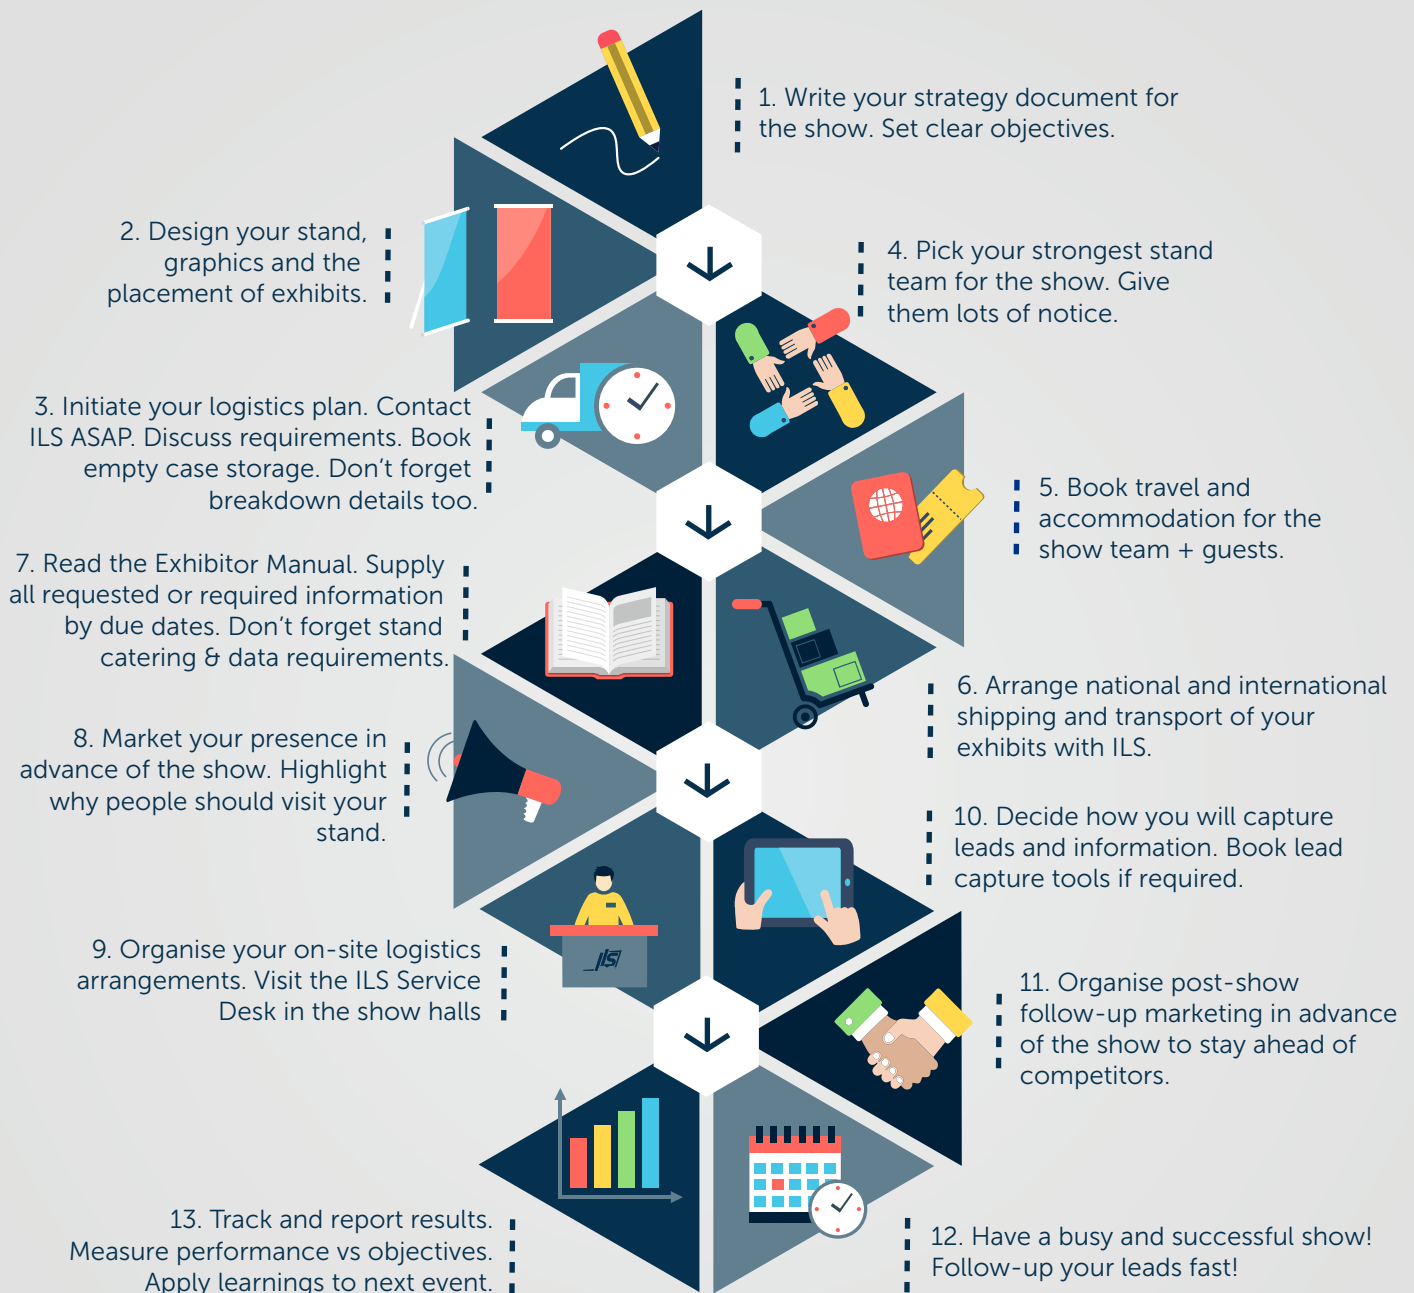 1. Write your strategy document for
the show. Set clear objectives.
2. Design your stand,
graphics and the
placement of exhibits.
3. Initiate your logistics plan. Contact
ILS ASAP. Discuss requirements. Book
empty case storage. Don't forget
breakdown details too.
4. Pick your strongest stand
team for the show. Give
them lots of notice.
5. Book travel and
accommodation for the
show team + guests.
6. Arrange national and international
shipping and transport of your
exhibits with ILS.
7. Read the Exhibitor Manual. Supply
all requested or required information
by due dates. Don't forget stand
catering & data requirements.
8. Market your presence in
advance of the show. Highlight
why people should visit your
stand.
9. Organise your on-site logistics
arrangements. Visit the ILS Service
Desk in the show halls
ILS
10. Decide how you will capture
leads and information. Book lead
capture tools if required.
11. Organise post-show
follow-up marketing in advance
of the show to stay ahead of
competitors.
12. Have a busy and successful show!
Follow-up your leads fast!
13. Track and report results.
Measure performance vs objectives.
Apply learnings to next event.